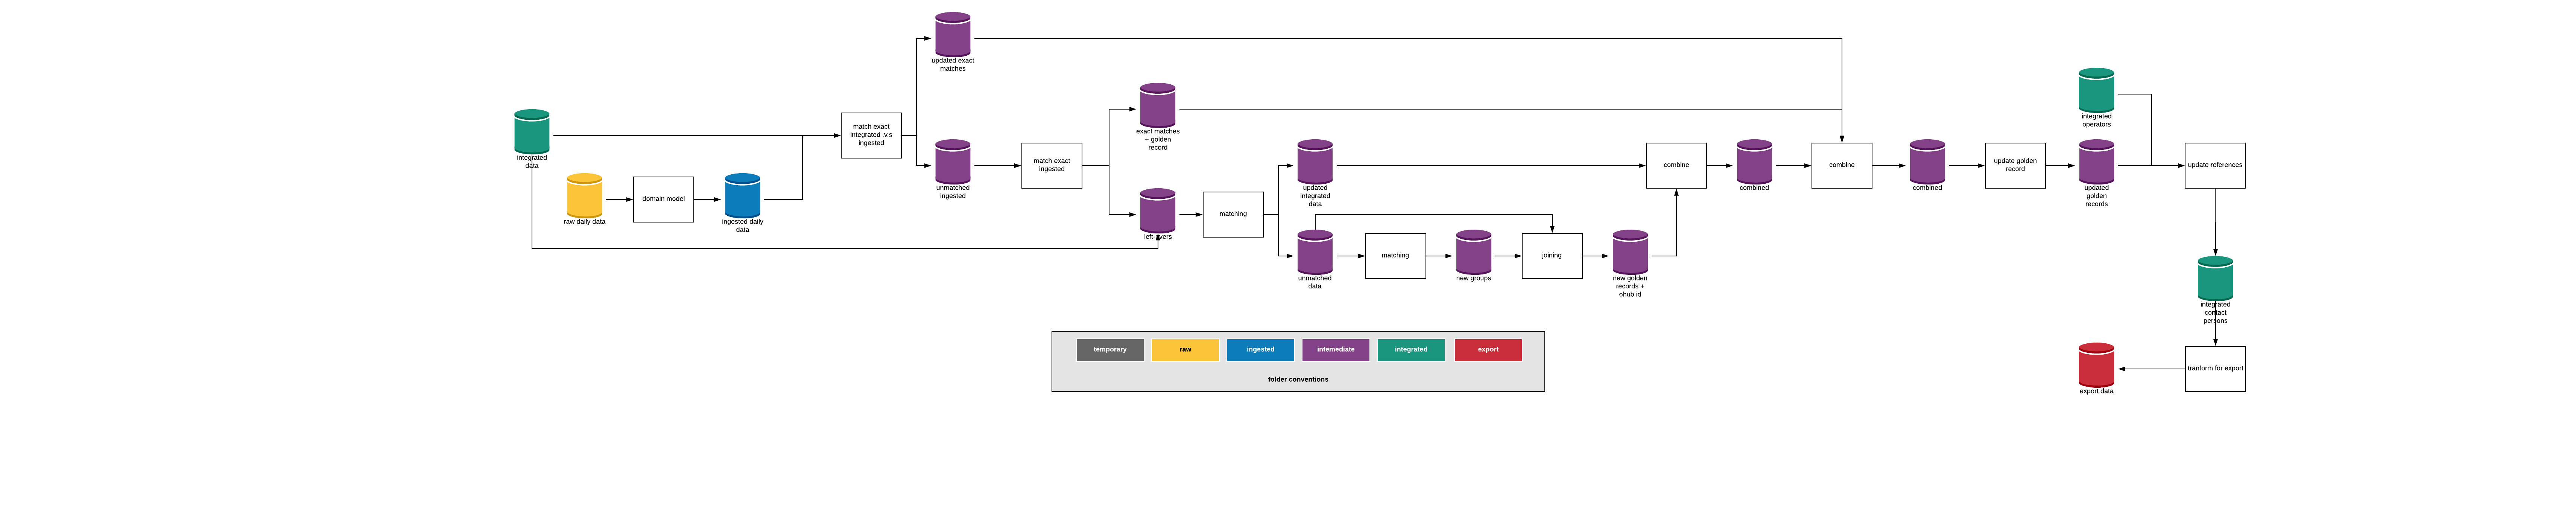 updated exact
matches
integrated
data
raw daily data
domain model
ingested daily
data
match exact
integrated .v.s
ingested
unmatched
ingested
match exact
ingested
exact matches
+ golden
record
left-overs
matching
updated
integrated
data
unmatched
data
matching
new groups
joining
new golden
records +
ohub id
combine
combined
combine
combined
update golden
record
integrated
operators
updated
golden
records
update references
integrated
contact
persons
tranform for export
export data
temporary
raw
ingested
intemediate
integrated
export
folder conventions